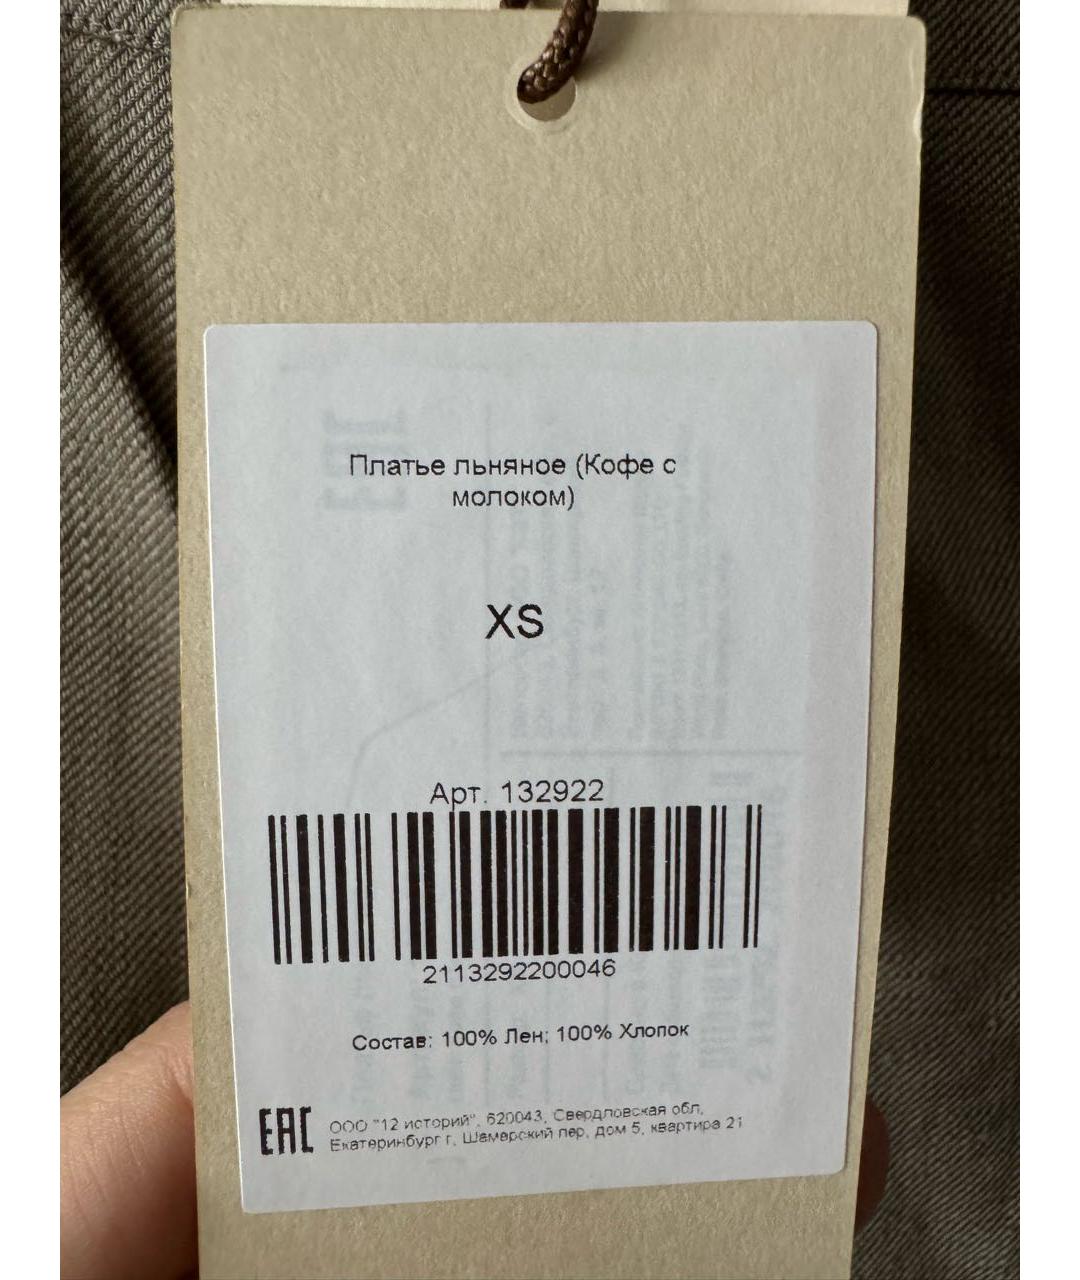 Платье льняное (Кофе с
молоком)
XS
Арт. 132922
2113292200046
Состав: 100% Лен; 100% Хлопок
EAC
ООО "12 историй", 620043, Свердловская обл,
Екатеринбург г, Шамарский пер, дом 5, квартира 21